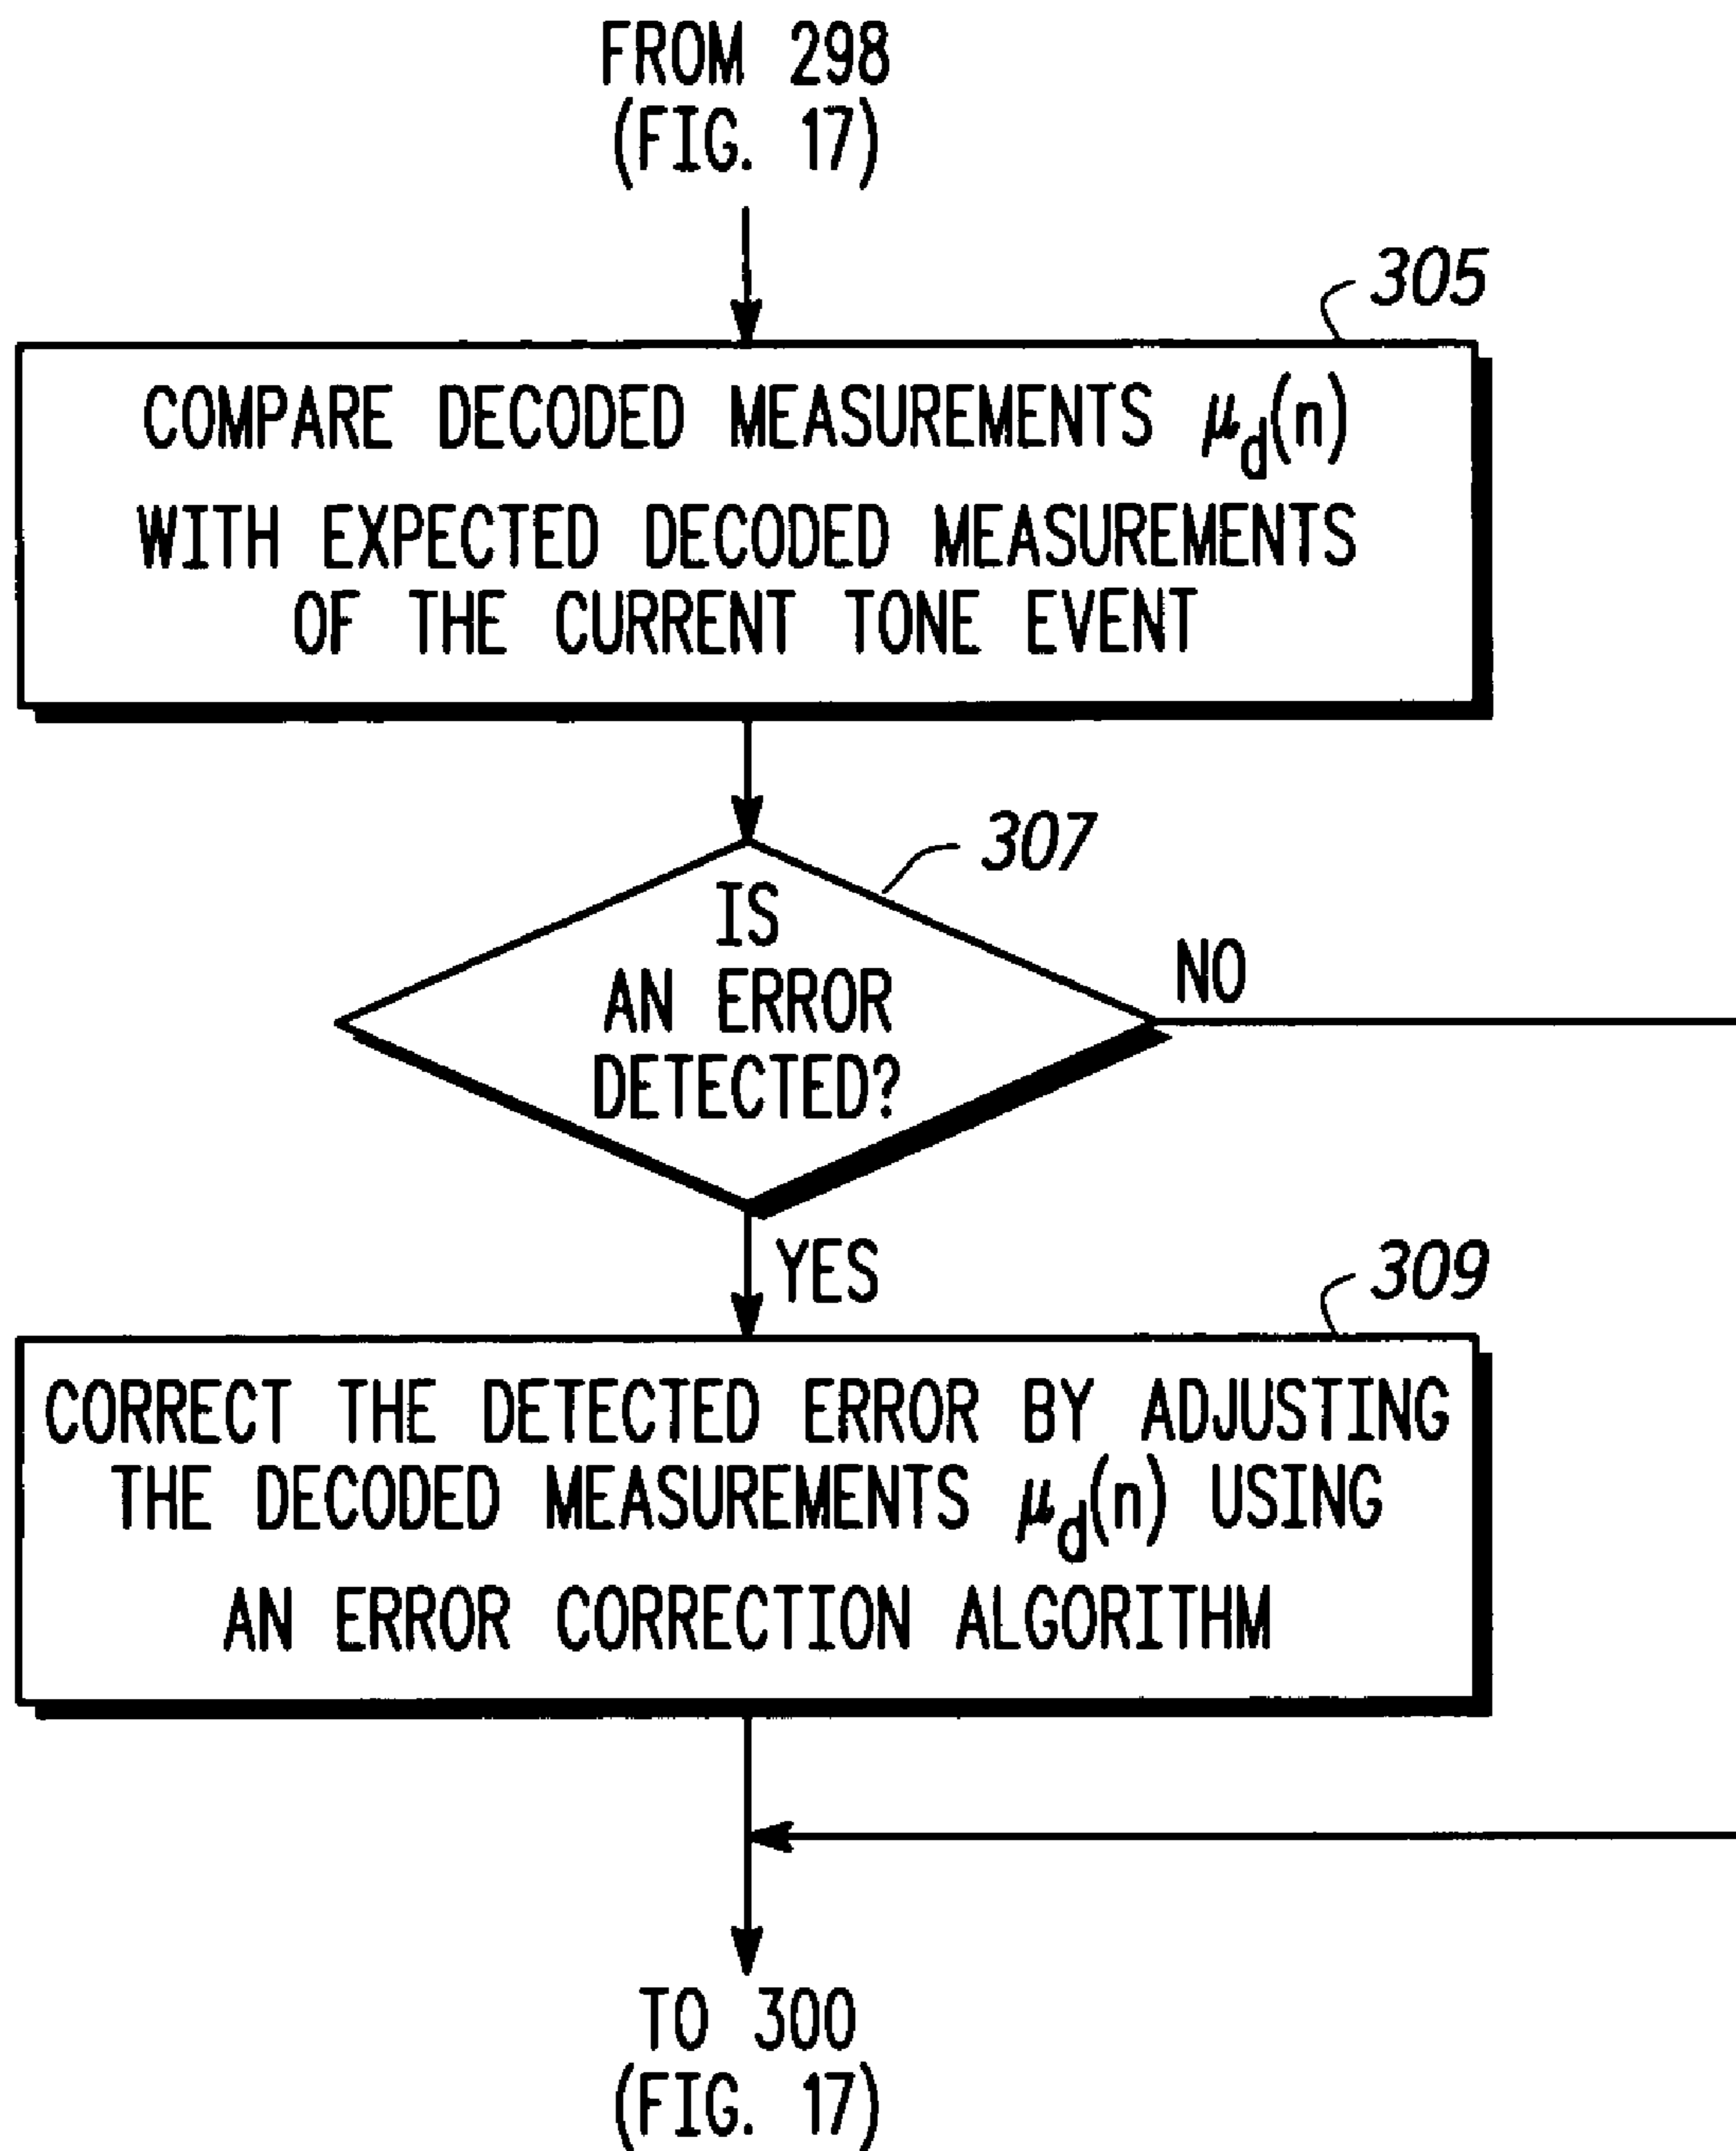 FROM 298
(FIG. 17)
305
COMPARE DECODED MEASUREMENTS μd(n)
WITH EXPECTED DECODED MEASUREMENTS
OF THE CURRENT TONE EVENT
307
IS
AN ERROR
DETECTED?
NO
YES
309
CORRECT THE DETECTED ERROR BY ADJUSTING
THE DECODED MEASUREMENTS μd(n) USING
AN ERROR CORRECTION ALGORITHM
TO 300
(FIG. 17)